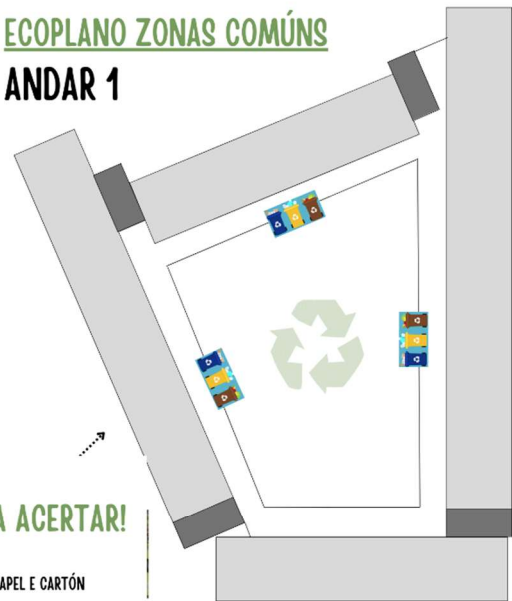 ECOPLANO ZONAS COMÚNS
ANDAR 1
A ACERTAR!
APEL E CARTÓN